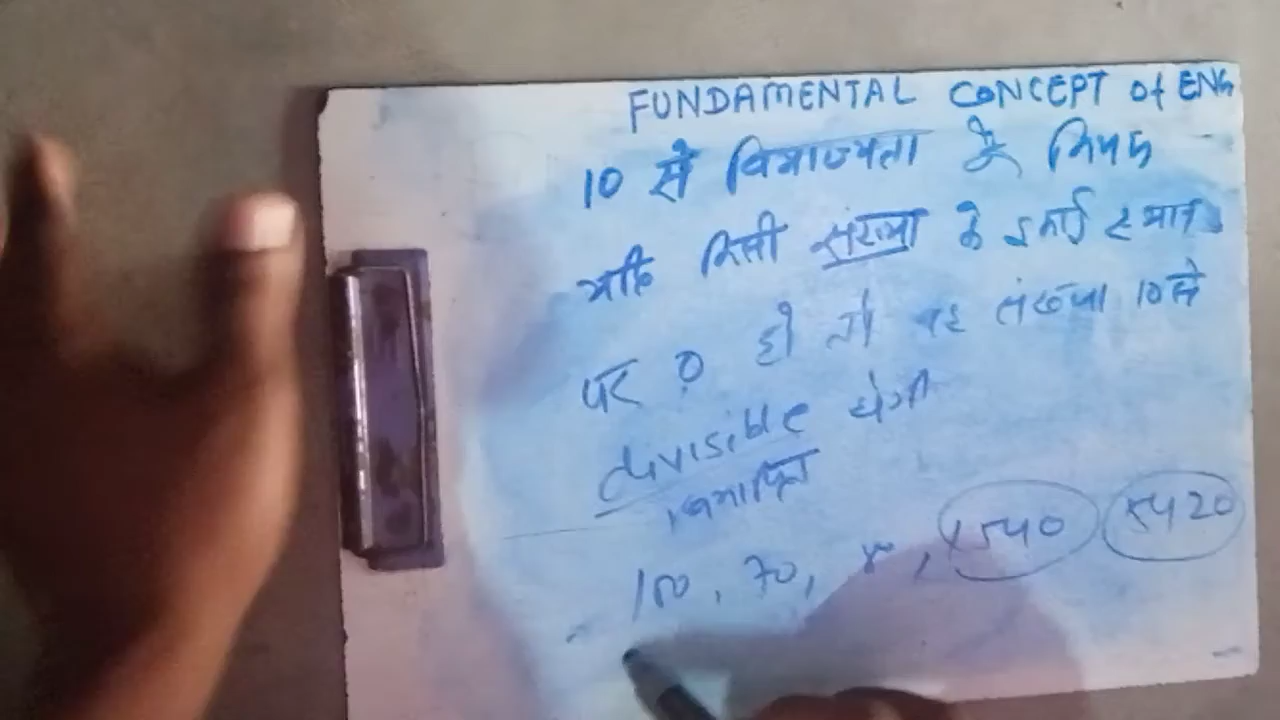 FUNDAMENTAL CONCEPT of ENG
10 से विभाज्यता के नियम
यदि किसी संख्या के इकाई स्थान
पर 0 हो तो वह संख्या 10 से
divisible होगी
विभाजित
100, 70, 1540 5420